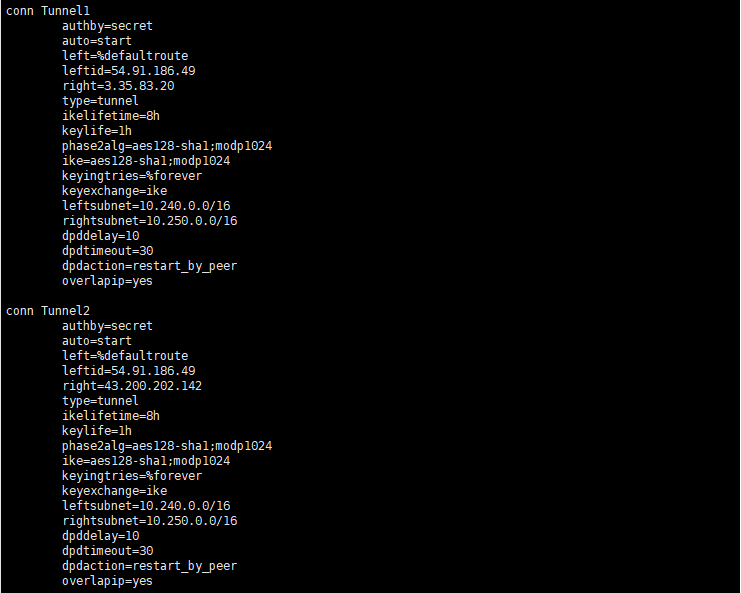 conn Tunnel1
authby=secret
auto=start
left=%defaultroute
leftid=54.91.186.49
right=3.35.83.20
type=tunnel
ikelifetime=8h
keylife=1h
phase2alg=aes128-sha1;modp1024
ike=aes128-sha1;modp1024
keyingtries=%forever
keyexchange=ike
leftsubnet=10.240.0.0/16
rightsubnet=10.250.0.0/16
dpddelay=10
dpdtimeout=30
dpdaction=restart_by_peer
overlapip=yes

conn Tunnel2
authby=secret
auto=start
left=%defaultroute
leftid=54.91.186.49
right=43.200.202.142
type=tunnel
ikelifetime=8h
keylife=1h
phase2alg=aes128-sha1;modp1024
ike=aes128-sha1;modp1024
keyingtries=%forever
keyexchange=ike
leftsubnet=10.240.0.0/16
rightsubnet=10.250.0.0/16
dpddelay=10
dpdtimeout=30
dpdaction=restart_by_peer
overlapip=yes